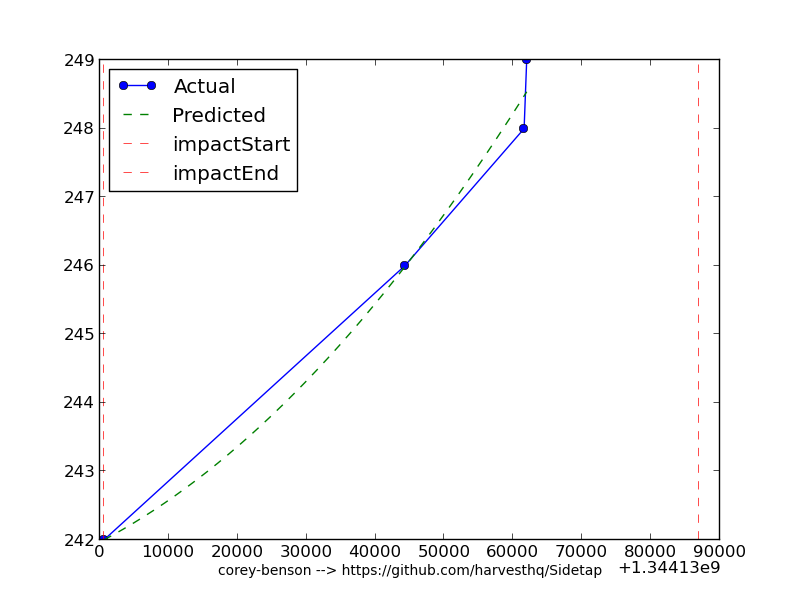 249
248
247
246
245
244
243
242
Actual
Predicted
impactStart
impactEnd
0 10000 20000 30000 40000 50000 60000 70000 80000 90000
corey-benson --> https://github.com/harvesthq/Sidetap +1.34413e9